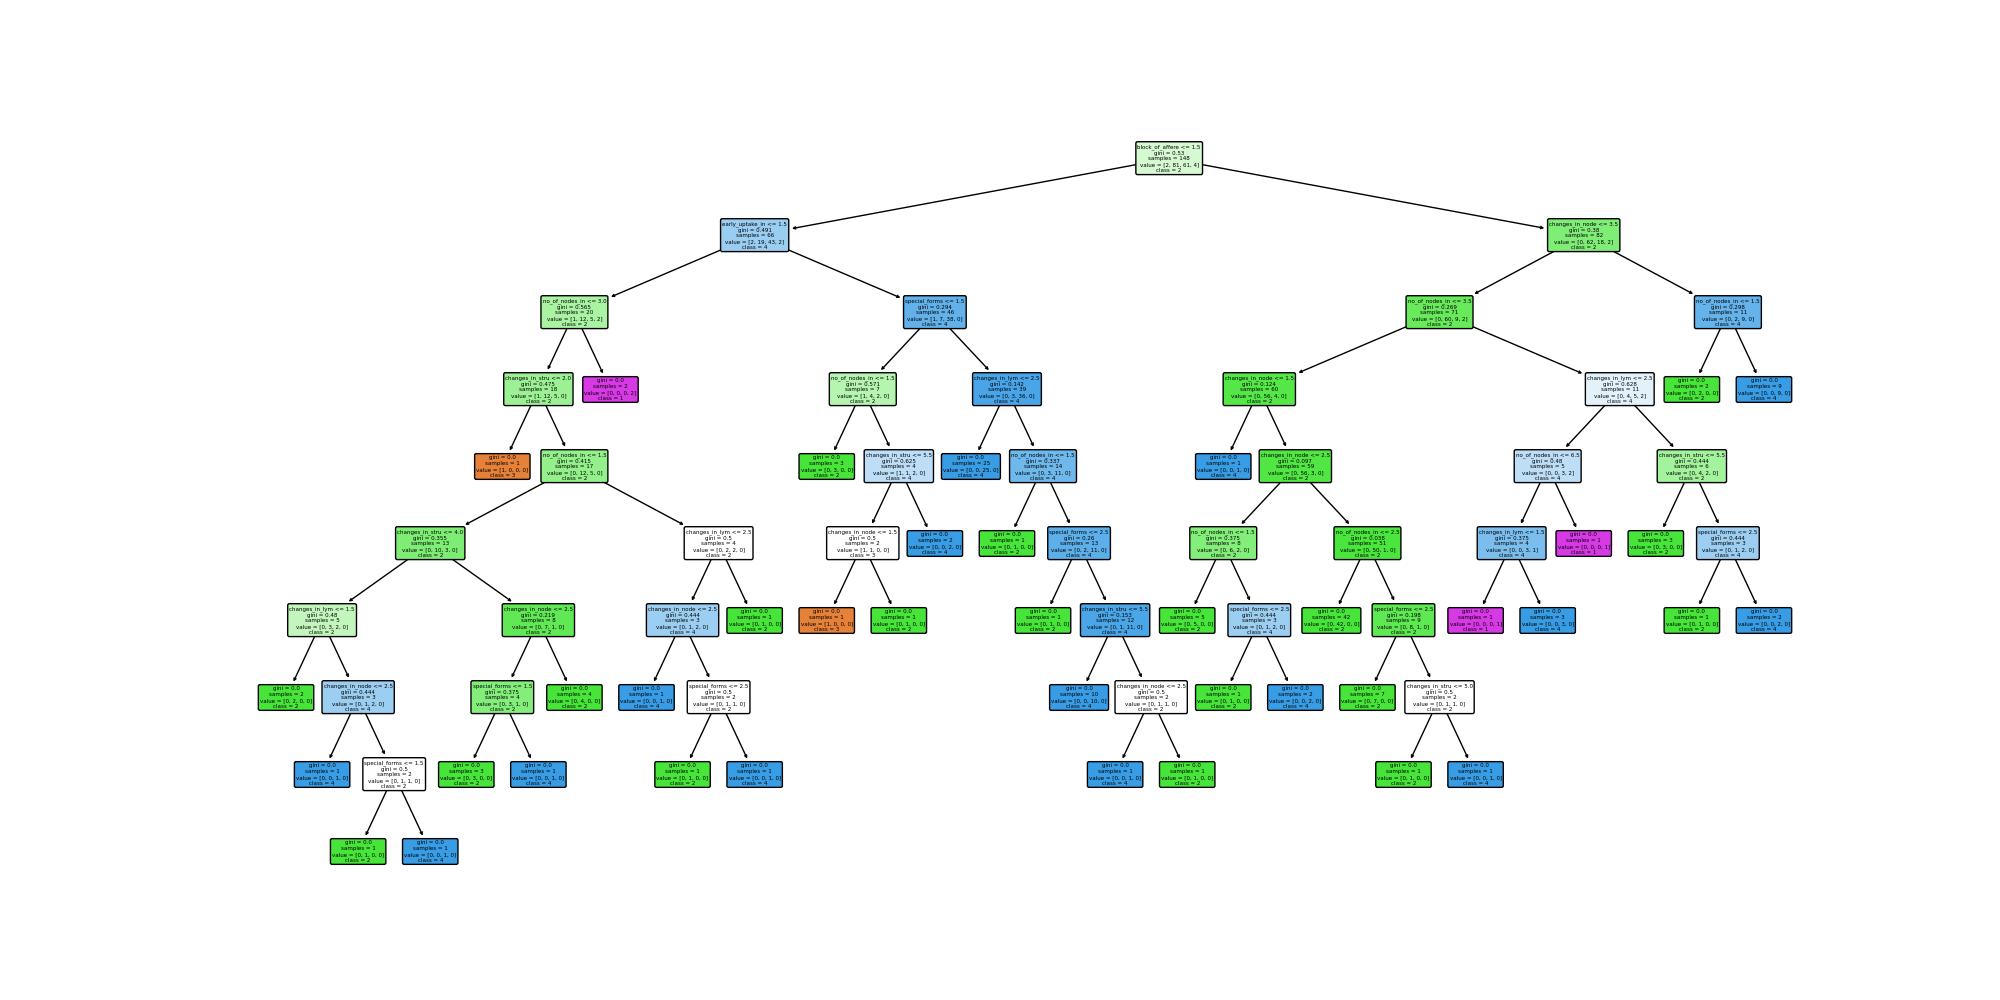 block_of_affere <= 1.5
gini = 0.53
samples = 148
value = [2, 81, 61, 4]
class = 2
early_uptake_in <= 1.5
gini = 0.491
samples = 66
value = [2, 19, 43, 2]
class = 4
changes_in_node <= 3.5
gini = 0.38
samples = 82
value = [0, 62, 18, 2]
class = 2
no_of_nodes_in <= 3.0
gini = 0.565
samples = 20
value = [1, 12, 5, 2]
class = 2
special_forms <= 1.5
gini = 0.294
samples = 46
value = [1, 7, 38, 0]
class = 4
no_of_nodes_in <= 3.5
gini = 0.269
samples = 71
value = [0, 60, 9, 2]
class = 2
no_of_nodes_in <= 1.5
gini = 0.298
samples = 11
value = [0, 2, 9, 0]
class = 4
changes_in_stru <= 2.0
gini = 0.475
samples = 18
value = [1, 12, 5, 0]
class = 2
gini = 0.0
samples = 2
value = [0, 0, 0, 2]
class = 1
no_of_nodes_in <= 1.5
gini = 0.571
samples = 7
value = [1, 4, 2, 0]
class = 2
changes_in_lym <= 2.5
gini = 0.142
samples = 39
value = [0, 3, 36, 0]
class = 4
changes_in_node <= 1.5
gini = 0.124
samples = 60
value = [0, 56, 4, 0]
class = 2
changes_in_lym <= 2.5
gini = 0.628
samples = 11
value = [0, 4, 5, 2]
class = 4
gini = 0.0
samples = 2
value = [0, 2, 0, 0]
class = 2
gini = 0.0
samples = 9
value = [0, 0, 9, 0]
class = 4
gini = 0.0
samples = 1
value = [1, 0, 0, 0]
class = 3
no_of_nodes_in <= 1.5
gini = 0.415
samples = 17
value = [0, 12, 5, 0]
class = 2
gini = 0.0
samples = 3
value = [0, 3, 0, 0]
class = 2
changes_in_stru <= 5.5
gini = 0.625
samples = 4
value = [1, 1, 2, 0]
class = 4
gini = 0.0
samples = 25
value = [0, 0, 25, 0]
class = 4
no_of_nodes_in <= 1.5
gini = 0.337
samples = 14
value = [0, 3, 11, 0]
class = 4
gini = 0.0
samples = 1
value = [0, 0, 1, 0]
class = 4
changes_in_node <= 2.5
gini = 0.097
samples = 59
value = [0, 56, 3, 0]
class = 2
no_of_nodes_in <= 6.5
gini = 0.48
samples = 5
value = [0, 0, 3, 2]
class = 4
changes_in_stru <= 5.5
gini = 0.444
samples = 6
value = [0, 4, 2, 0]
class = 2
changes_in_stru <= 4.0
gini = 0.355
samples = 13
value = [0, 10, 3, 0]
class = 2
changes_in_lym <= 2.5
gini = 0.5
samples = 4
value = [0, 2, 2, 0]
class = 2
changes_in_node <= 1.5
gini = 0.5
samples = 2
value = [1, 1, 0, 0]
class = 3
gini = 0.0
samples = 2
value = [0, 0, 2, 0]
class = 4
gini = 0.0
samples = 1
value = [0, 1, 0, 0]
class = 2
special_forms <= 2.5
gini = 0.26
samples = 13
value = [0, 2, 11, 0]
class = 4
no_of_nodes_in <= 1.5
gini = 0.375
samples = 8
value = [0, 6, 2, 0]
class = 2
no_of_nodes_in <= 2.5
gini = 0.038
samples = 51
value = [0, 50, 1, 0]
class = 2
changes_in_lym <= 1.5
gini = 0.375
samples = 4
value = [0, 0, 3, 1]
class = 4
gini = 0.0
samples = 1
value = [0, 0, 0, 1]
class = 1
gini = 0.0
samples = 3
value = [0, 3, 0, 0]
class = 2
special_forms <= 2.5
gini = 0.444
samples = 3
value = [0, 1, 2, 0]
class = 4
changes_in_lym <= 1.5
gini = 0.48
samples = 5
value = [0, 3, 2, 0]
class = 2
changes_in_node <= 2.5
gini = 0.219
samples = 8
value = [0, 7, 1, 0]
class = 2
changes_in_node <= 2.5
gini = 0.444
samples = 3
value = [0, 1, 2, 0]
class = 4
gini = 0.0
samples = 1
value = [0, 1, 0, 0]
class = 2
gini = 0.0
samples = 1
value = [1, 0, 0, 0]
class = 3
gini = 0.0
samples = 1
value = [0, 1, 0, 0]
class = 2
gini = 0.0
samples = 1
value = [0, 1, 0, 0]
class = 2
changes_in_stru <= 5.5
gini = 0.153
samples = 12
value = [0, 1, 11, 0]
class = 4
gini = 0.0
samples = 5
value = [0, 5, 0, 0]
class = 2
special_forms <= 2.5
gini = 0.444
samples = 3
value = [0, 1, 2, 0]
class = 4
gini = 0.0
samples = 42
value = [0, 42, 0, 0]
class = 2
special_forms <= 2.5
gini = 0.198
samples = 9
value = [0, 8, 1, 0]
class = 2
gini = 0.0
samples = 1
value = [0, 0, 0, 1]
class = 1
gini = 0.0
samples = 3
value = [0, 0, 3, 0]
class = 4
gini = 0.0
samples = 1
value = [0, 1, 0, 0]
class = 2
gini = 0.0
samples = 2
value = [0, 0, 2, 0]
class = 4
gini = 0.0
samples = 2
value = [0, 2, 0, 0]
class = 2
changes_in_node <= 2.5
gini = 0.444
samples = 3
value = [0, 1, 2, 0]
class = 4
special_forms <= 1.5
gini = 0.375
samples = 4
value = [0, 3, 1, 0]
class = 2
gini = 0.0
samples = 4
value = [0, 4, 0, 0]
class = 2
gini = 0.0
samples = 1
value = [0, 0, 1, 0]
class = 4
special_forms <= 2.5
gini = 0.5
samples = 2
value = [0, 1, 1, 0]
class = 2
gini = 0.0
samples = 10
value = [0, 0, 10, 0]
class = 4
changes_in_node <= 2.5
gini = 0.5
samples = 2
value = [0, 1, 1, 0]
class = 2
gini = 0.0
samples = 1
value = [0, 1, 0, 0]
class = 2
gini = 0.0
samples = 2
value = [0, 0, 2, 0]
class = 4
gini = 0.0
samples = 7
value = [0, 7, 0, 0]
class = 2
changes_in_stru <= 3.0
gini = 0.5
samples = 2
value = [0, 1, 1, 0]
class = 2
gini = 0.0
samples = 1
value = [0, 0, 1, 0]
class = 4
special_forms <= 1.5
gini = 0.5
samples = 2
value = [0, 1, 1, 0]
class = 2
gini = 0.0
samples = 3
value = [0, 3, 0, 0]
class = 2
gini = 0.0
samples = 1
value = [0, 0, 1, 0]
class = 4
gini = 0.0
samples = 1
value = [0, 1, 0, 0]
class = 2
gini = 0.0
samples = 1
value = [0, 0, 1, 0]
class = 4
gini = 0.0
samples = 1
value = [0, 0, 1, 0]
class = 4
gini = 0.0
samples = 1
value = [0, 1, 0, 0]
class = 2
gini = 0.0
samples = 1
value = [0, 1, 0, 0]
class = 2
gini = 0.0
samples = 1
value = [0, 0, 1, 0]
class = 4
gini = 0.0
samples = 1
value = [0, 1, 0, 0]
class = 2
gini = 0.0
samples = 1
value = [0, 0, 1, 0]
class = 4